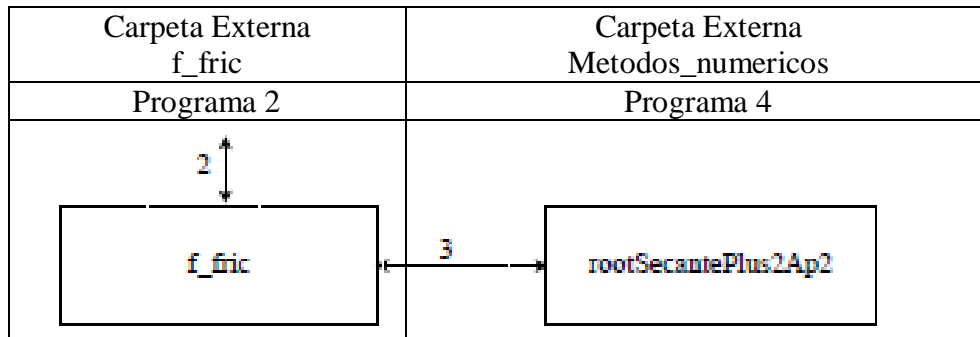 Carpeta Externa
f_fric
Carpeta Externa
Metodos_numericos
Programa 2
Programa 4
2
f_fric
3
rootSecantePlus2Ap2